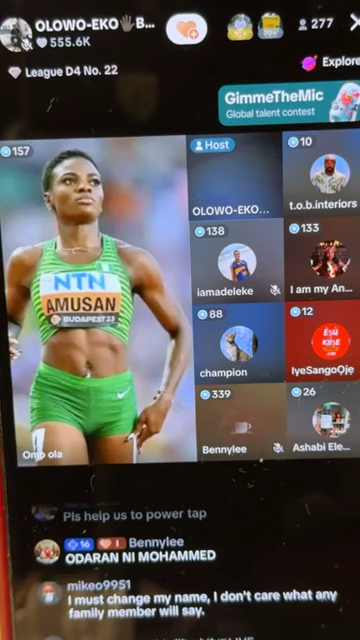 OLOWO-EKO🖐🏿B...
555.6K
277
League D4 No. 22
Explore
GimmeTheMic
Global talent contest
157
Host
10
OLOWO-EKO...
t.o.b.interiors
138
133
iamadeleke
I am my An...
88
12
champion
ÈṢÙ
KIISE
IyeSangoOje
339
26
Bennylee
Ashabi Ele...
NTN
AMUSAN
BUDAPEST 23
Omo ola
Pls help us to power tap
16 1 Bennylee
ODARAN NI MOHAMMED
mikeo9951
I must change my name, I don't care what any
family member will say.